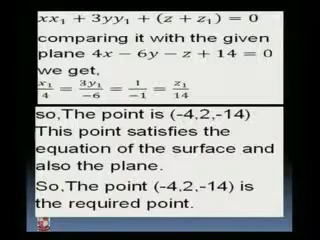 xx₁ + 3yy₁ + (z + z₁) = 0
comparing it with the given
plane 4x − 6y − z + 14 = 0
we get,
x₁/4 = 3y₁/−6 = 1/−1 = z₁/14
so,The point is (-4,2,-14)
This point satisfies the
equation of the surface and
also the plane.
So,The point (-4,2,-14) is
the required point.